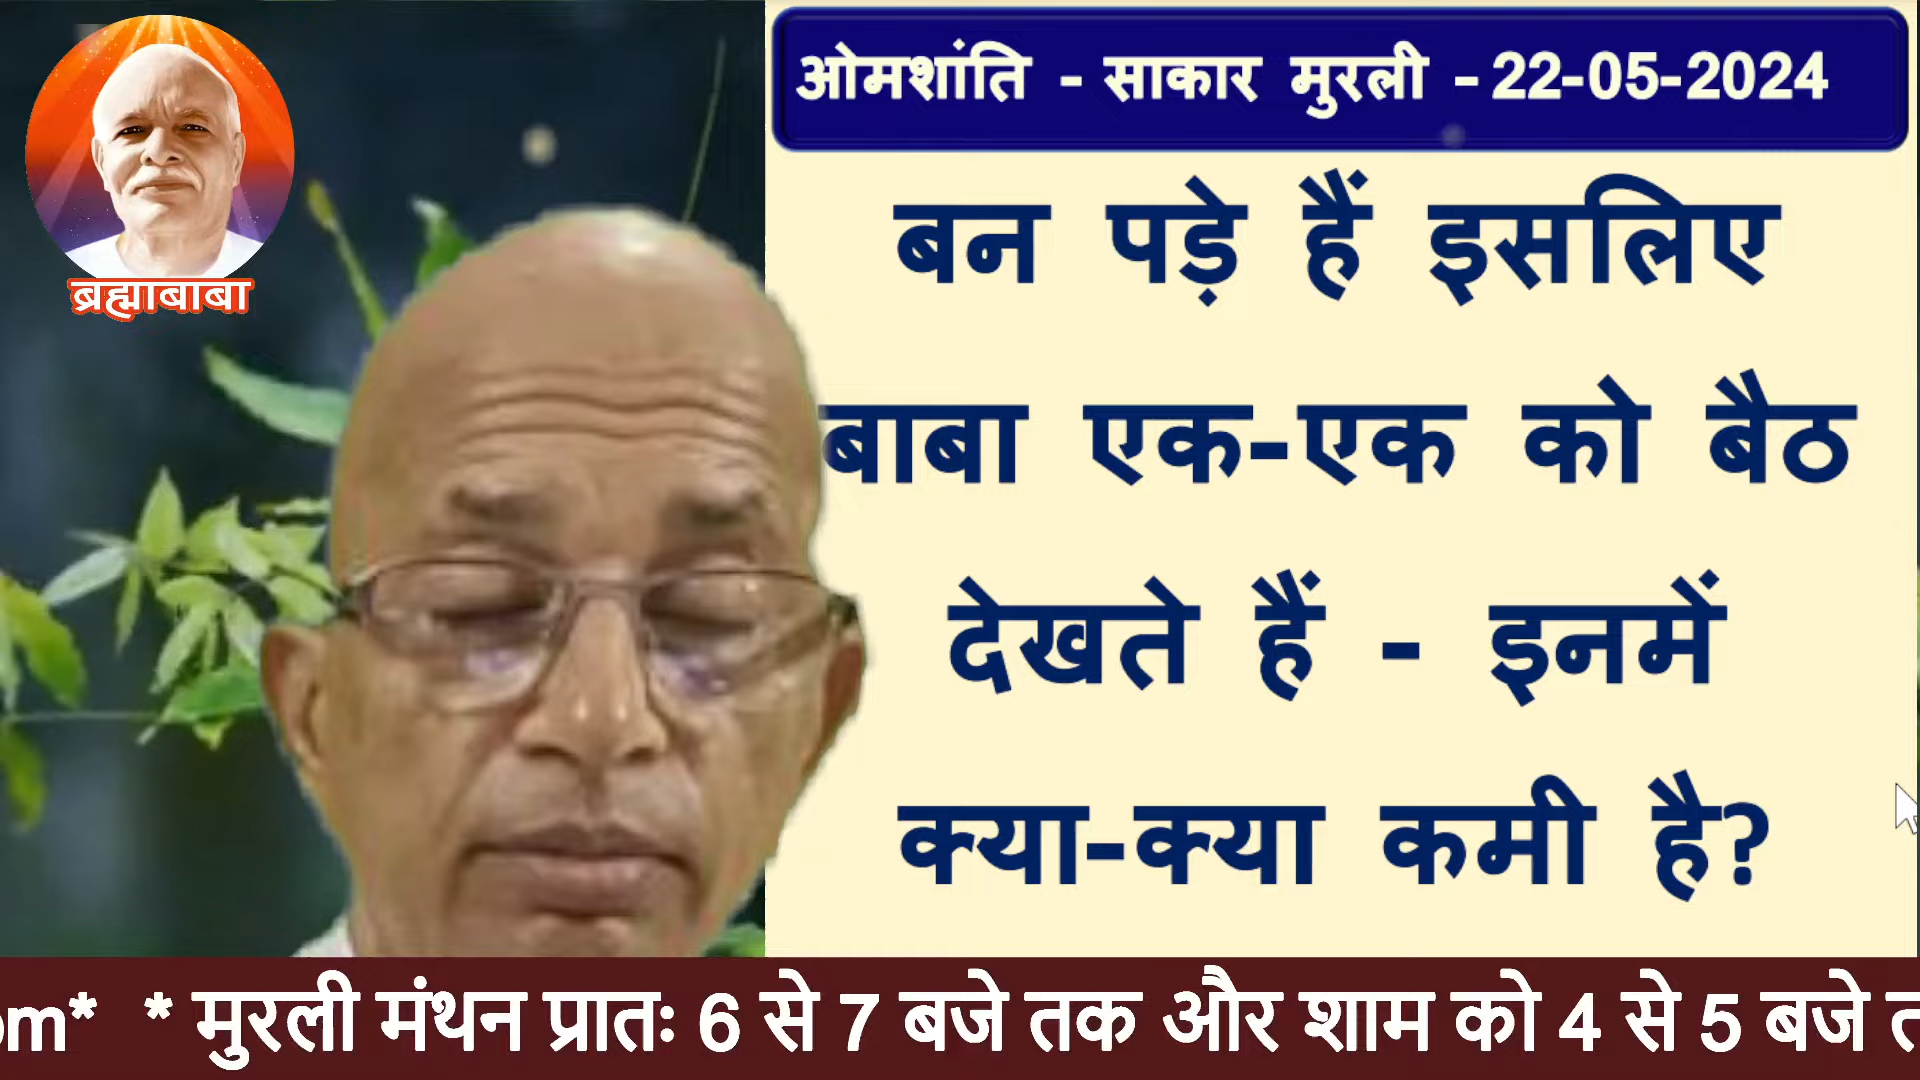 ब्रह्माबाबा
ओमशांति - साकार मुरली - 22-05-2024
बन पड़े हैं इसलिए
बाबा एक-एक को बैठ
देखते हैं - इनमें
क्या-क्या कमी है?
* मुरली मंथन प्रातः 6 से 7 बजे तक और शाम को 4 से 5 बजे